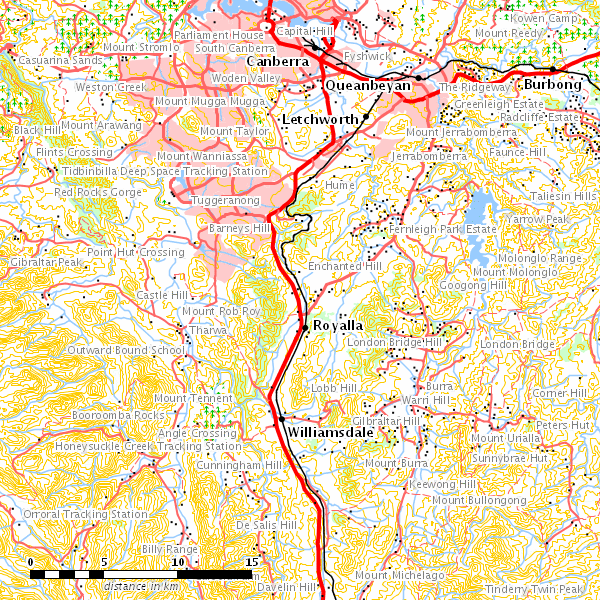 Kowen Camp
Capital Hill
Parliament House
Mount Reedy
Mount Stromlo
South Canberra
Fyshwick
Casuarina Sands
Canberra
Woden Valley
Queanbeyan
Burbong
Weston Creek
The Ridgeway
Mount Mugga Mugga
Greenleigh Estate
Letchworth
Radcliffe Estate
Black Hill
Mount Arawang
Mount Taylor
Mount Jerrabomberra
Flints Crossing
Mount Wanniassa
Jerrabomberra
Faunce Hill
Tidbinbilla Deep Space Tracking Station
Hume
Red Rocks Gorge
Tuggeranong
Taliesin Hills
Yarrow Peak
Barneys Hill
Fernleigh Park Estate
Point Hut Crossing
Gibraltar Peak
Enchanted Hill
Molonglo Range
Mount Molonglo
Googong Hill
Castle Hill
Mount Rob Roy
Royalla
Tharwa
London Bridge Hill
London Bridge
Outward Bound School
Lobb Hill
Burra
Corner Hill
Mount Tennent
Warri Hill
Booroomba Rocks
Gilbraltar Hill
Peters Hut
Angle Crossing
Williamsdale
Mount Urialla
Honeysuckle Creek Tracking Station
Sunnybrae Hut
Cunningham Hill
Mount Burra
Keewong Hill
Mount Bullongong
Orroral Tracking Station
De Salis Hill
Billy Range
0 5 10 15
distance in km
Mount Michelago
Davelin Hill
Tinderry Twin Peak